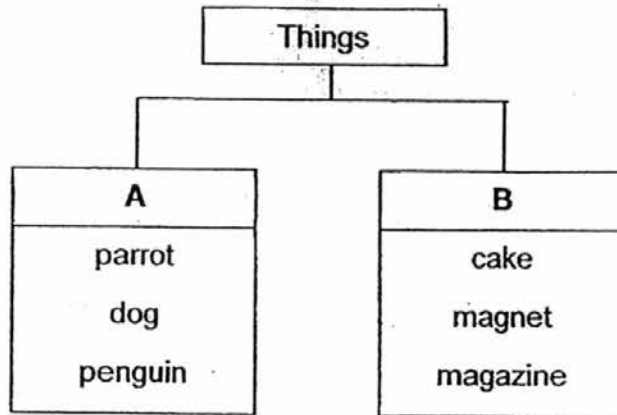 Things
A
parrot
dog
penguin
B
cake
magnet
magazine